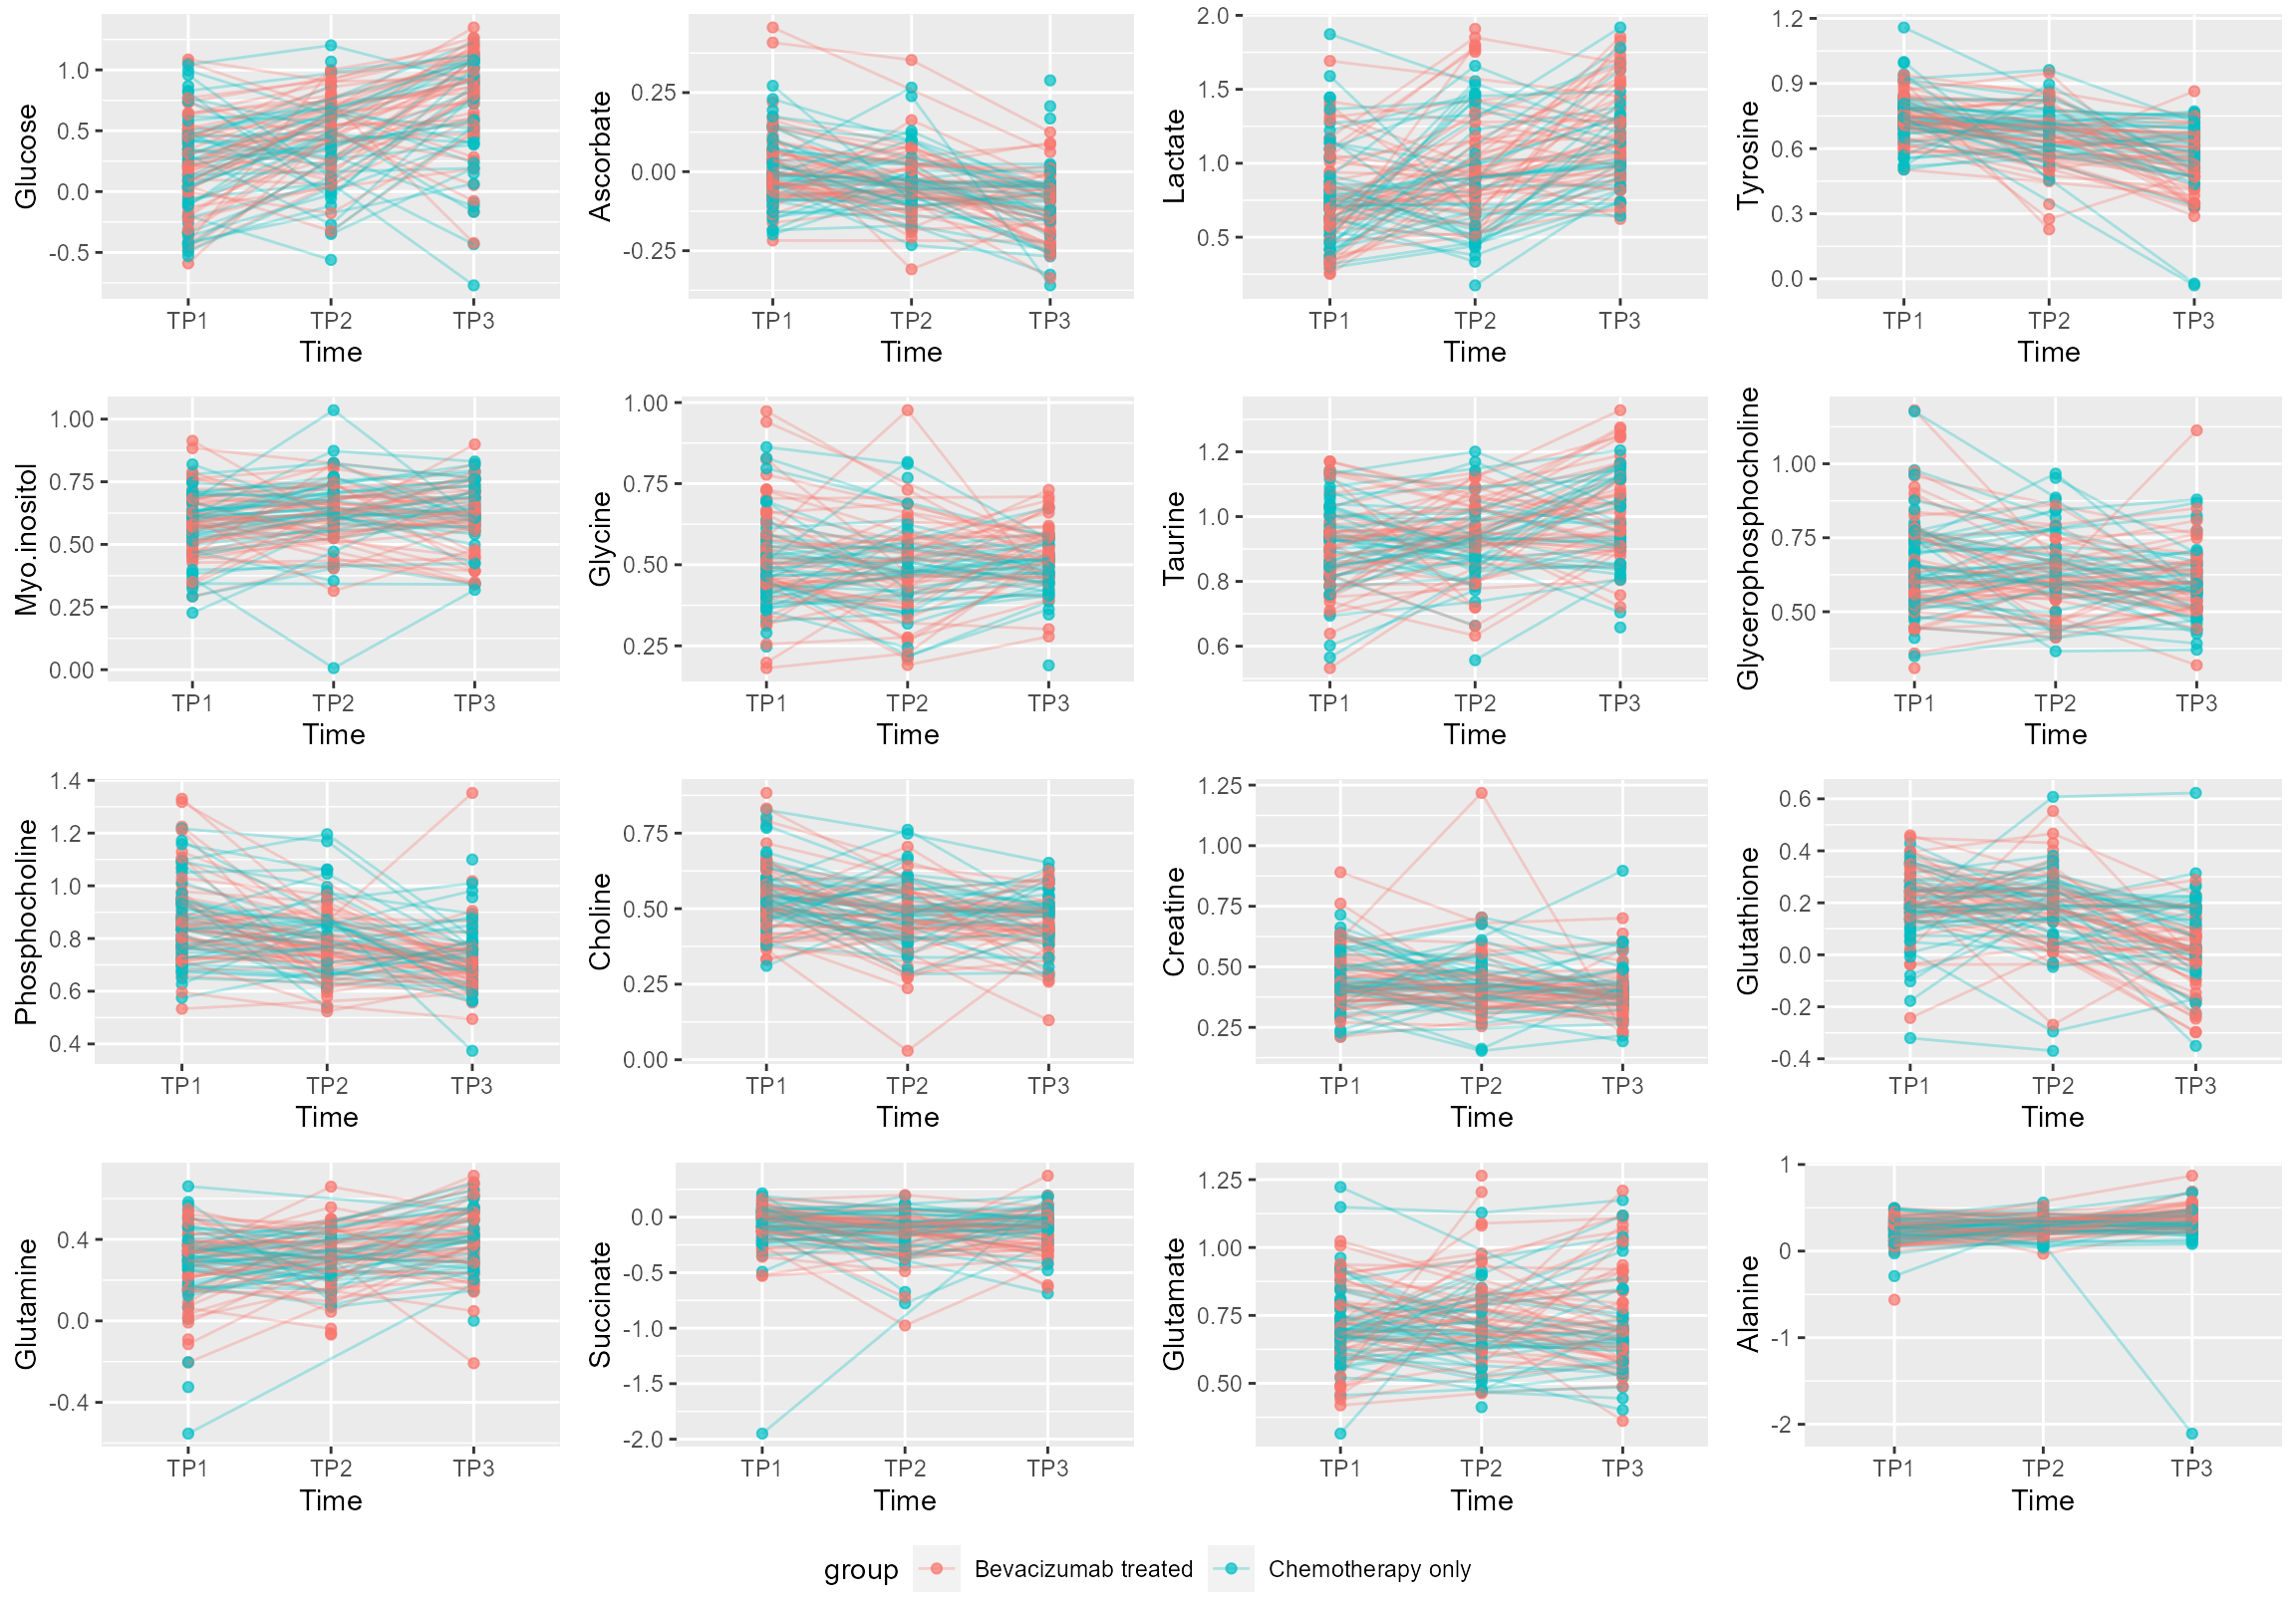 Glucose
1.0
0.5
0.0
-0.5
TP1 TP2 TP3
Time
Ascorbate
0.25
0.00
-0.25
TP1 TP2 TP3
Time
Lactate
2.0
1.5
1.0
0.5
TP1 TP2 TP3
Time
Tyrosine
1.2
0.9
0.6
0.3
0.0
TP1 TP2 TP3
Time
Myo.inositol
1.00
0.75
0.50
0.25
0.00
TP1 TP2 TP3
Time
Glycine
1.00
0.75
0.50
0.25
TP1 TP2 TP3
Time
Taurine
1.2
1.0
0.8
0.6
TP1 TP2 TP3
Time
Glycerophosphocholine
1.00
0.75
0.50
TP1 TP2 TP3
Time
Phosphocholine
1.4
1.2
1.0
0.8
0.6
0.4
TP1 TP2 TP3
Time
Choline
0.75
0.50
0.25
0.00
TP1 TP2 TP3
Time
Creatine
1.25
1.00
0.75
0.50
0.25
TP1 TP2 TP3
Time
Glutathione
0.6
0.4
0.2
0.0
-0.2
-0.4
TP1 TP2 TP3
Time
Glutamine
0.4
0.0
-0.4
TP1 TP2 TP3
Time
Succinate
0.0
-0.5
-1.0
-1.5
-2.0
TP1 TP2 TP3
Time
Glutamate
1.25
1.00
0.75
0.50
TP1 TP2 TP3
Time
Alanine
1
0
-1
-2
TP1 TP2 TP3
Time
group Bevacizumab treated Chemotherapy only